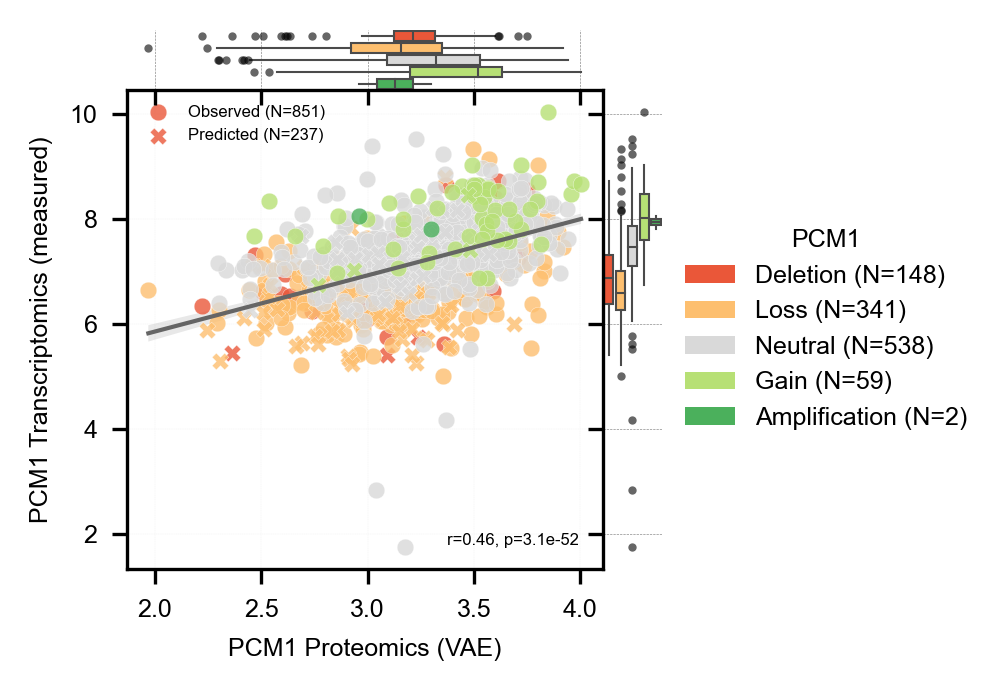 Observed (N=851)
Predicted (N=237)
10
8
6
4
2
PCM1 Transcriptomics (measured)
r=0.46, p=3.1e-52
2.0 2.5 3.0 3.5 4.0
PCM1 Proteomics (VAE)
PCM1
Deletion (N=148)
Loss (N=341)
Neutral (N=538)
Gain (N=59)
Amplification (N=2)